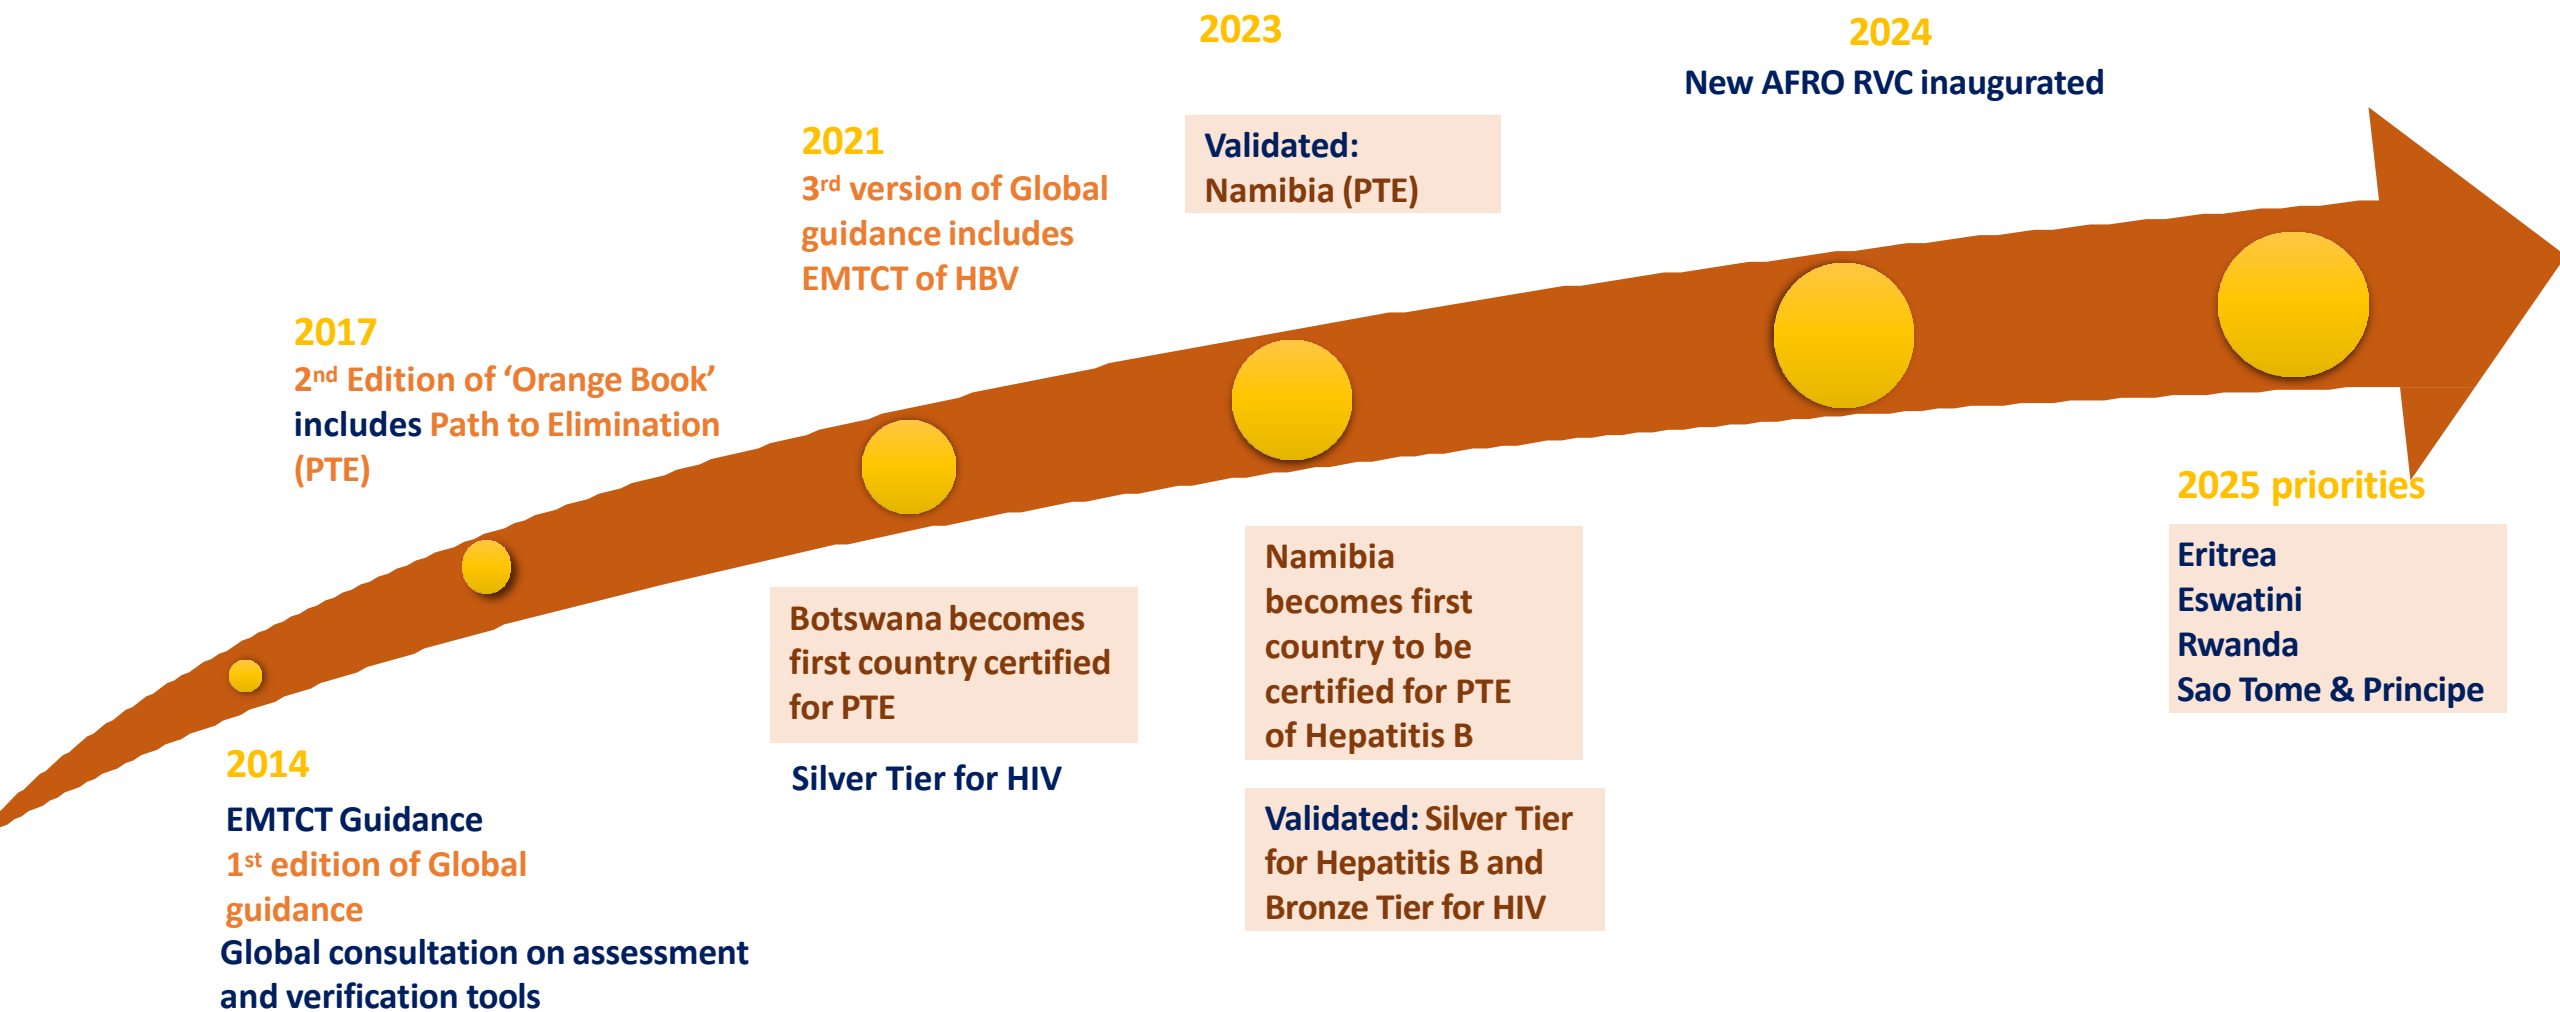 2014
EMTCT Guidance
1st edition of Global
guidance
Global consultation on assessment
and verification tools
2017
2nd Edition of ‘Orange Book’
includes Path to Elimination
(PTE)
2021
3rd version of Global
guidance includes
EMTCT of HBV
Botswana becomes
first country certified
for PTE
Silver Tier for HIV
2023
Validated:
Namibia (PTE)
Namibia
becomes first
country to be
certified for PTE
of Hepatitis B
Validated: Silver Tier
for Hepatitis B and
Bronze Tier for HIV
2024
New AFRO RVC inaugurated
2025 priorities
Eritrea
Eswatini
Rwanda
Sao Tome & Principe